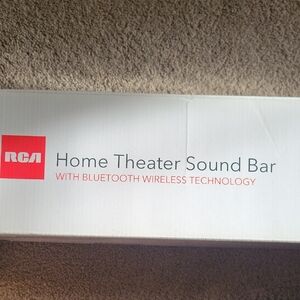 RCA
Home Theater Sound Bar
WITH BLUETOOTH WIRELESS TECHNOLOGY